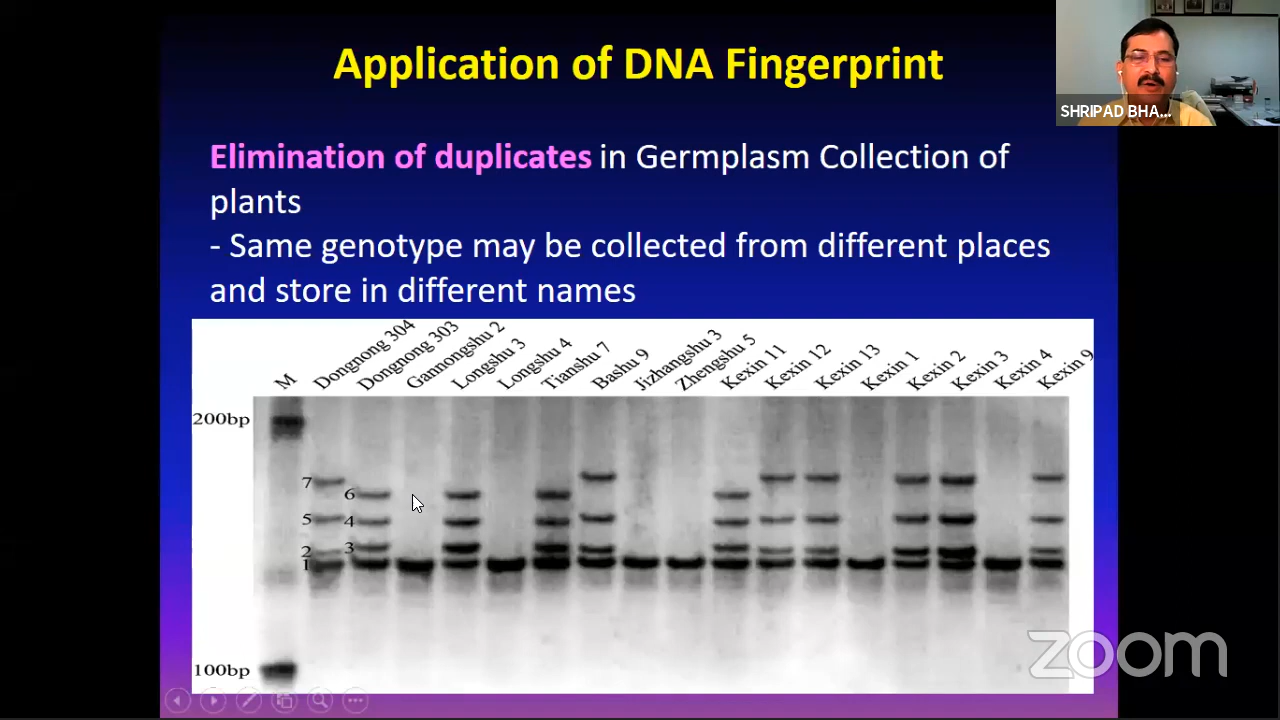 Application of DNA Fingerprint
SHRIPAD BHA...
Elimination of duplicates in Germplasm Collection of
plants
- Same genotype may be collected from different places
and store in different names
M
Dongnong 304
Dongnong 303
Gannongshu 2
Longshu 3
Longshu 4
Tianshu 7
Bashu 9
Jizhangshu 3
Zhengshu 5
Kexin 11
Kexin 12
Kexin 13
Kexin 1
Kexin 2
Kexin 3
Kexin 4
Kexin 9
200bp
7
6
5
4
3
2
1
100bp
zoom